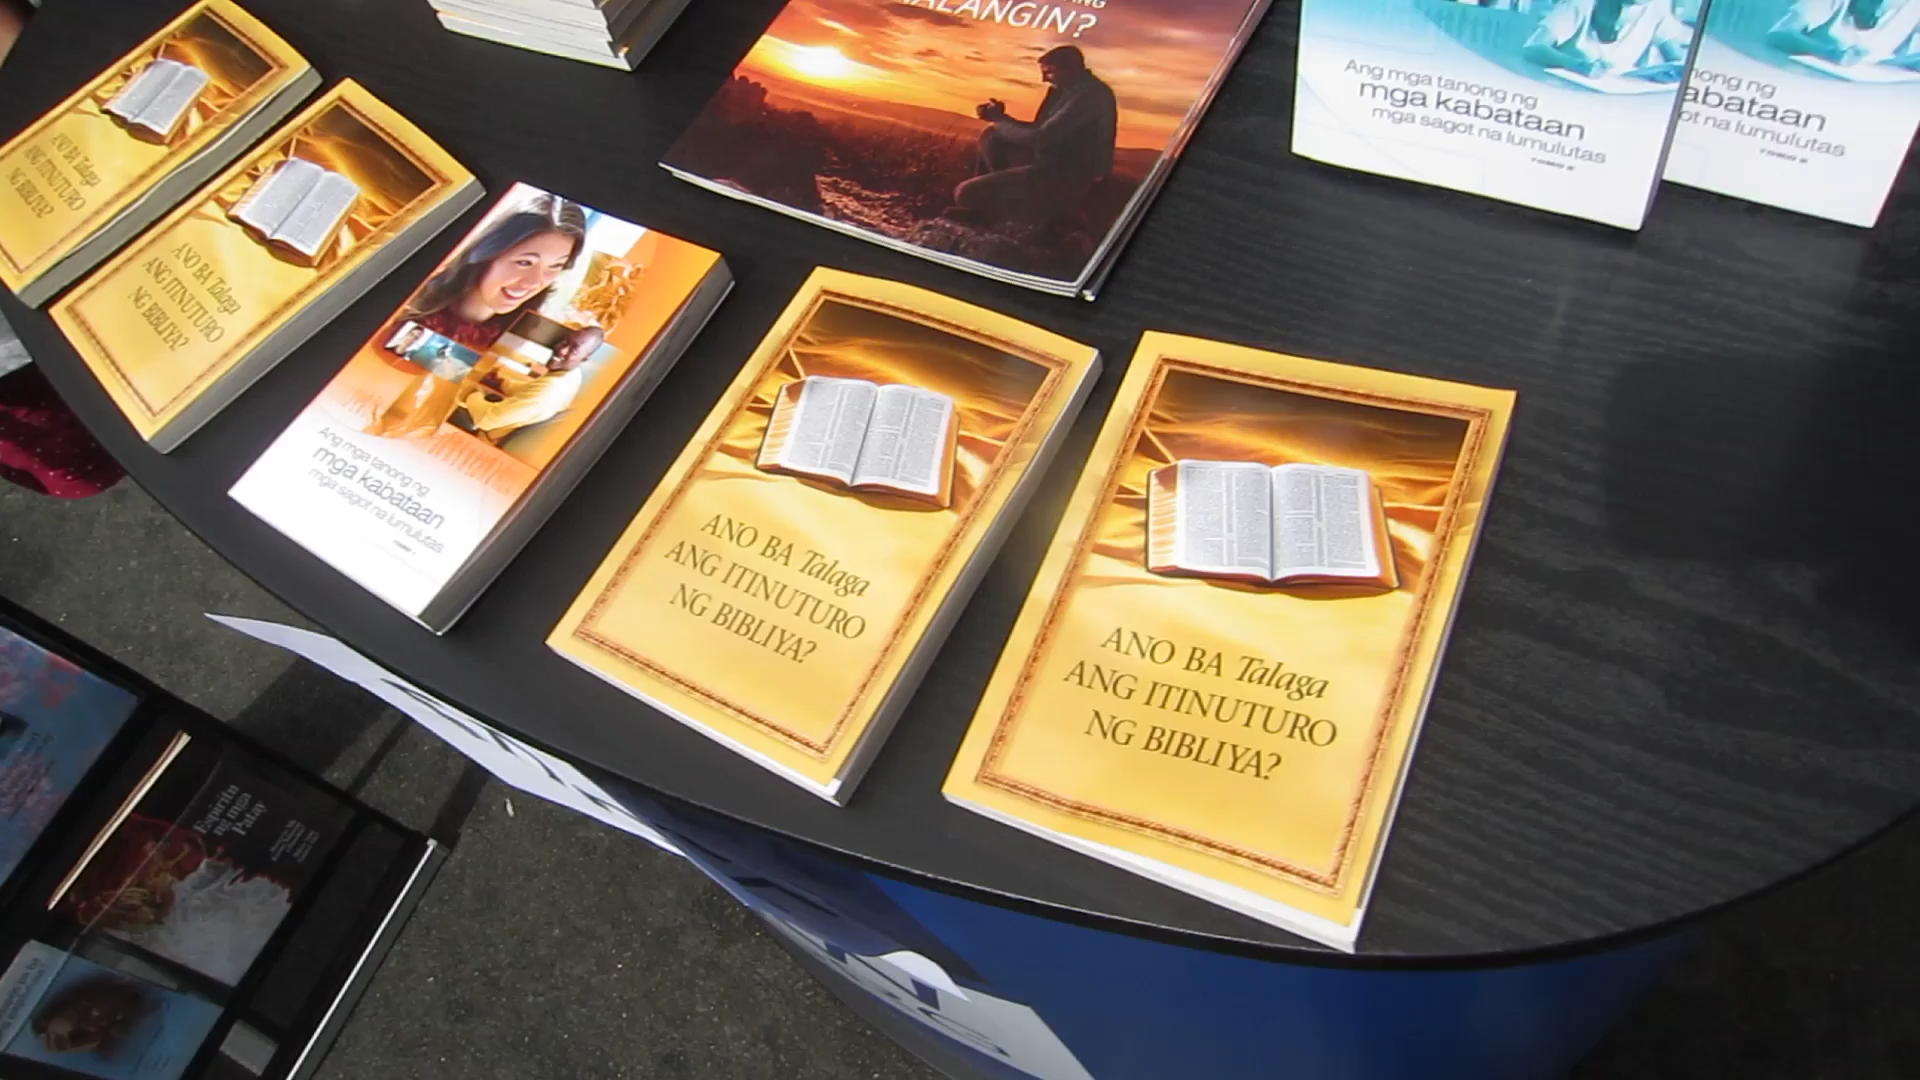 ALANGIN?
Ang mga tanong ng
mga kabataan
mga sagot na lumulutas
TOMO 2
abataan
ot na lumulutas
ANO BA Talaga
ANG ITINUTURO
NG BIBLIYA?
ANO BA Talaga
ANG ITINUTURO
NG BIBLIYA?
Ang mga tanong ng
mga kabataan
mga sagot na lumulutas
ANO BA Talaga
ANG ITINUTURO
NG BIBLIYA?
ANO BA Talaga
ANG ITINUTURO
NG BIBLIYA?
Espiritu
ng mga
Patay